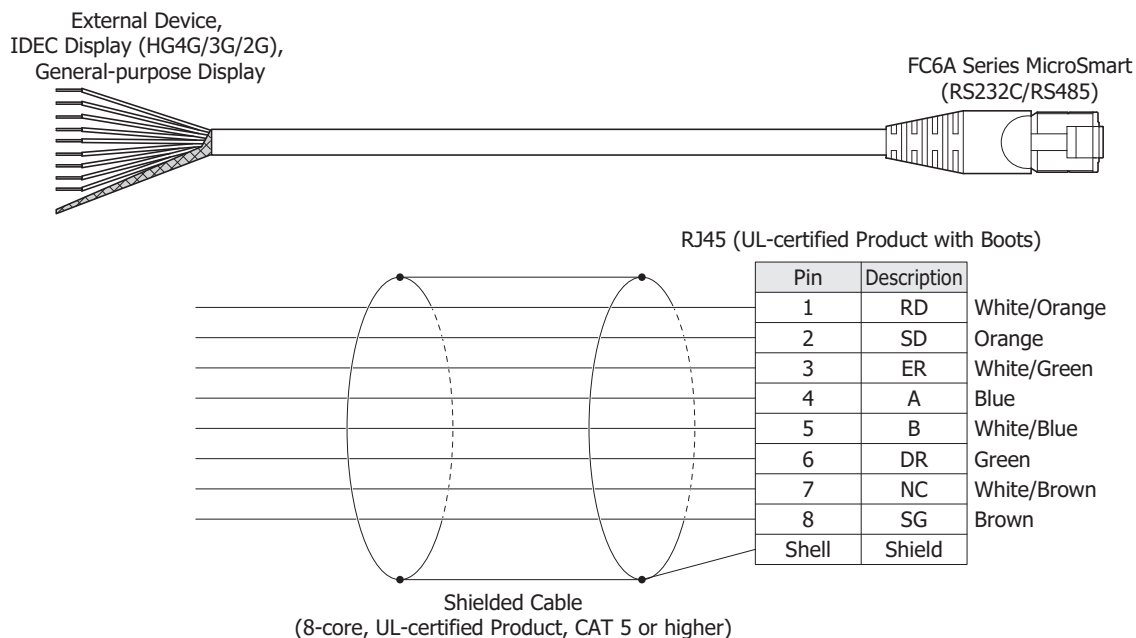 External Device,
IDEC Display (HG4G/3G/2G),
General-purpose Display
FC6A Series MicroSmart
(RS232C/RS485)
RJ45 (UL-certified Product with Boots)
Pin Description
1 RD White/Orange
2 SD Orange
3 ER White/Green
4 A Blue
5 B White/Blue
6 DR Green
7 NC White/Brown
8 SG Brown
Shell Shield
Shielded Cable
(8-core, UL-certified Product, CAT 5 or higher)